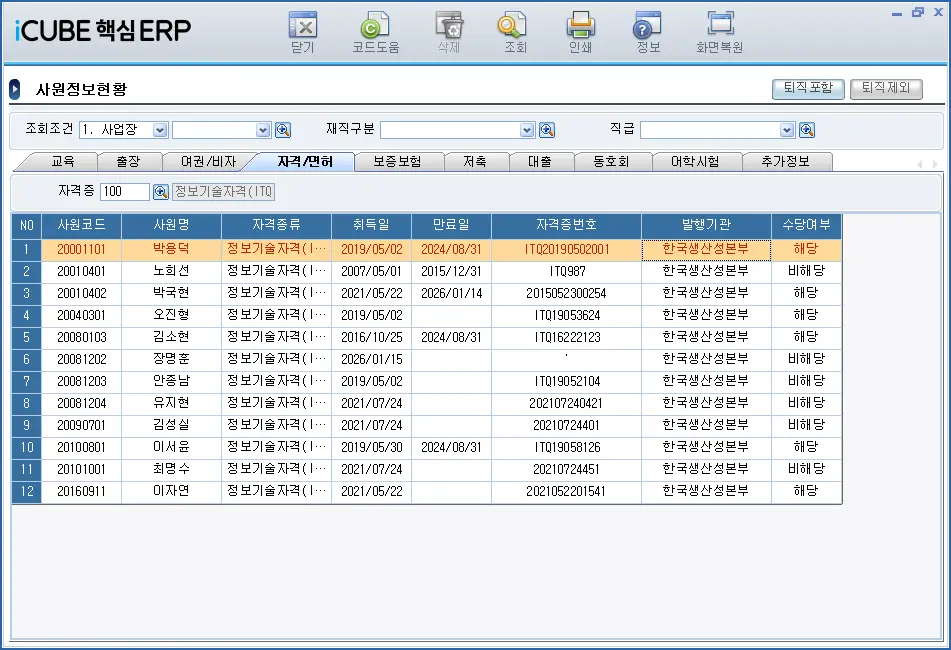 iCUBE 핵심ERP
닫기 코드도움 삭제 조회 인쇄 정보 화면복원
사원정보현황 퇴직포함 퇴직제외
조회조건 1. 사업장 재직구분 직급
교육 출장 여권/비자 자격/면허 보증보험 저축 대출 동호회 어학시험 추가정보
자격증 100 정보기술자격(ITQ
NO 사원코드 사원명 자격종류 취득일 만료일 자격증번호 발행기관 수당여부
1 20001101 박용덕 정보기술자격(I… 2019/05/02 2024/08/31 ITQ20190502001 한국생산성본부 해당
2 20010401 노희선 정보기술자격(I… 2007/05/01 2015/12/31 ITQ987 한국생산성본부 비해당
3 20010402 박국현 정보기술자격(I… 2021/05/22 2026/01/14 2015052300254 한국생산성본부 해당
4 20040301 오진형 정보기술자격(I… 2019/05/02 ITQ19053624 한국생산성본부 해당
5 20080103 김소현 정보기술자격(I… 2016/10/25 2024/08/31 ITQ16222123 한국생산성본부 해당
6 20081202 장명훈 정보기술자격(I… 2026/01/15 ' 한국생산성본부 비해당
7 20081203 안종남 정보기술자격(I… 2019/05/02 ITQ19052104 한국생산성본부 비해당
8 20081204 유지현 정보기술자격(I… 2021/07/24 202107240421 한국생산성본부 비해당
9 20090701 김성실 정보기술자격(I… 2021/07/24 20210724401 한국생산성본부 비해당
10 20100801 이서윤 정보기술자격(I… 2019/05/30 2024/08/31 ITQ19058126 한국생산성본부 해당
11 20101001 최명수 정보기술자격(I… 2021/07/24 20210724451 한국생산성본부 비해당
12 20160911 이자연 정보기술자격(I… 2021/05/22 2021052201541 한국생산성본부 해당